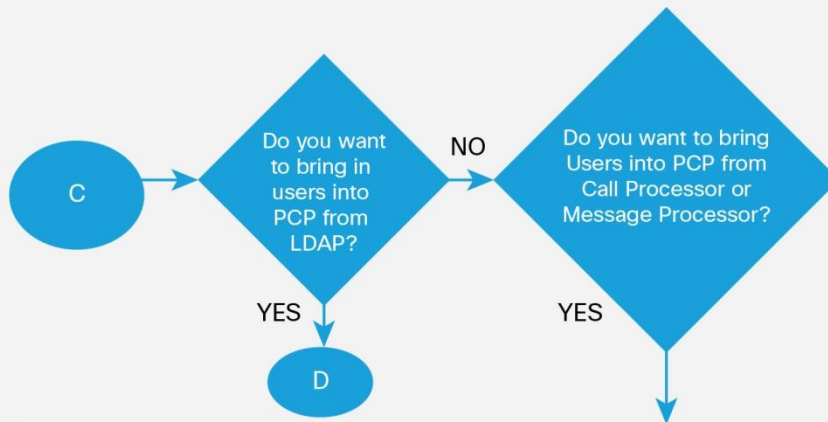 C
Do you want
to bring in
users into
PCP from
LDAP?
NO
Do you want to bring
Users into PCP from
Call Processor or
Message Processor?
YES
D
YES